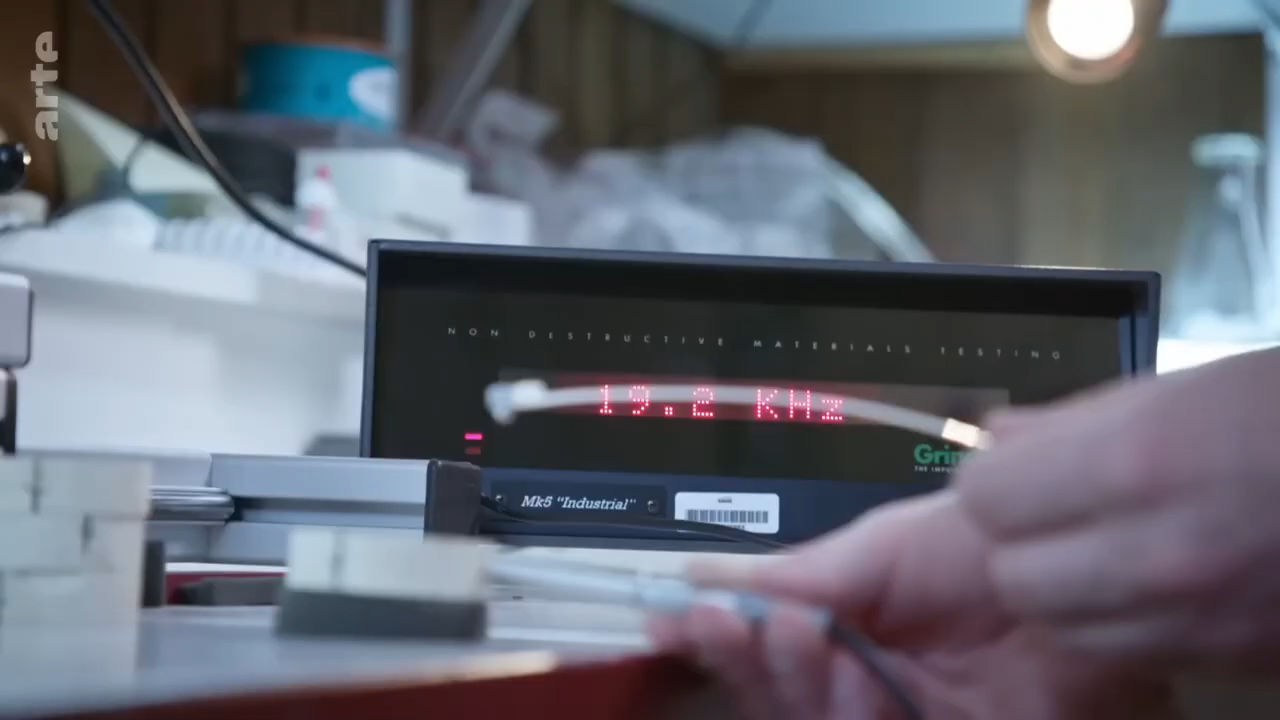 arte
NON DESTRUCTIVE MATERIALS TESTING
19.2 KHz
Mk5 "Industrial"